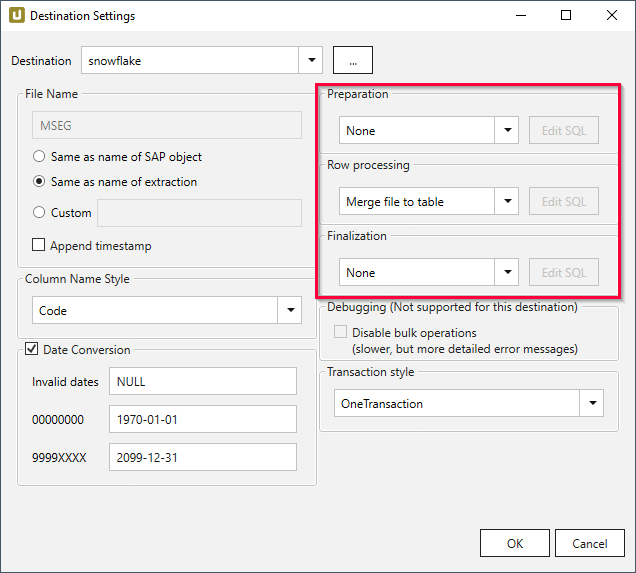 Destination Settings
Destination
snowflake
...
File Name
MSEG
Same as name of SAP object
Same as name of extraction
Custom
Append timestamp
Column Name Style
Code
Date Conversion
Invalid dates
NULL
00000000
1970-01-01
9999XXXX
2099-12-31
Preparation
None
Edit SQL
Row processing
Merge file to table
Edit SQL
Finalization
None
Edit SQL
Debugging (Not supported for this destination)
Disable bulk operations
(slower, but more detailed error messages)
Transaction style
OneTransaction
OK
Cancel